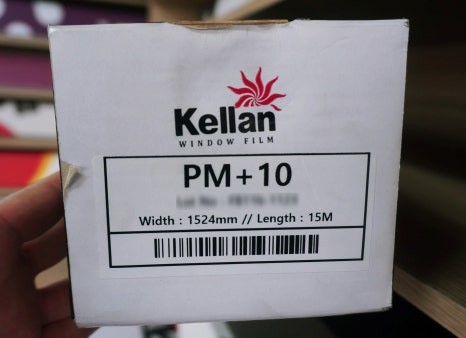 Kellan
WINDOW FILM
PM+10
Width : 1524mm // Length : 15M